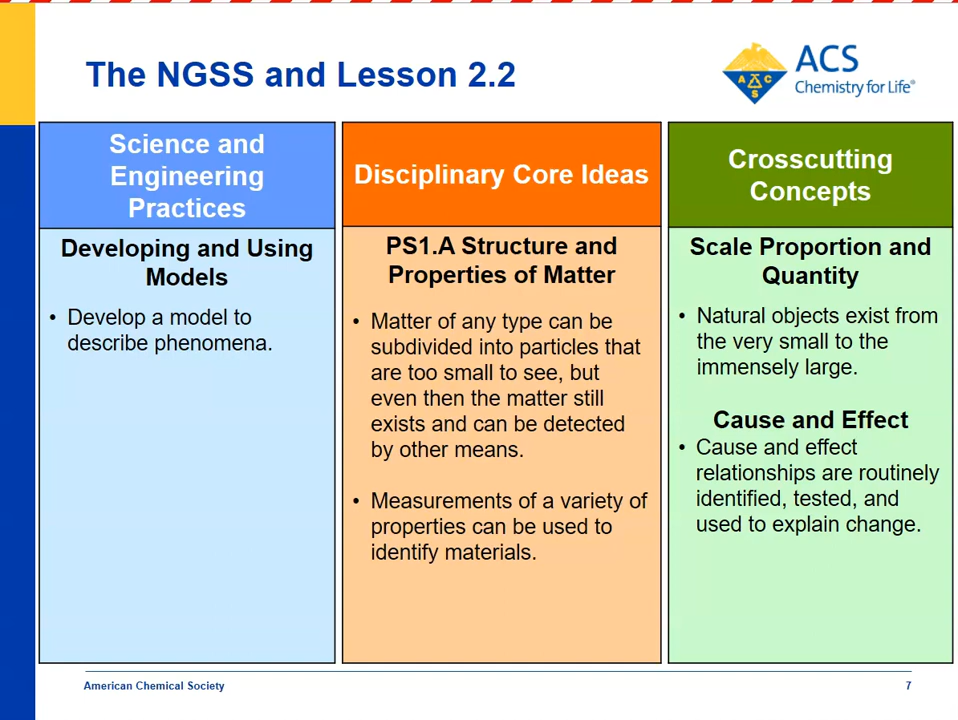 The NGSS and Lesson 2.2
ACS
Chemistry for Life®
A C S
Science and
Engineering
Practices
Developing and Using
Models
• Develop a model to
describe phenomena.
Disciplinary Core Ideas
PS1.A Structure and
Properties of Matter
• Matter of any type can be
subdivided into particles that
are too small to see, but
even then the matter still
exists and can be detected
by other means.
• Measurements of a variety of
properties can be used to
identify materials.
Crosscutting
Concepts
Scale Proportion and
Quantity
• Natural objects exist from
the very small to the
immensely large.
Cause and Effect
• Cause and effect
relationships are routinely
identified, tested, and
used to explain change.
American Chemical Society
7